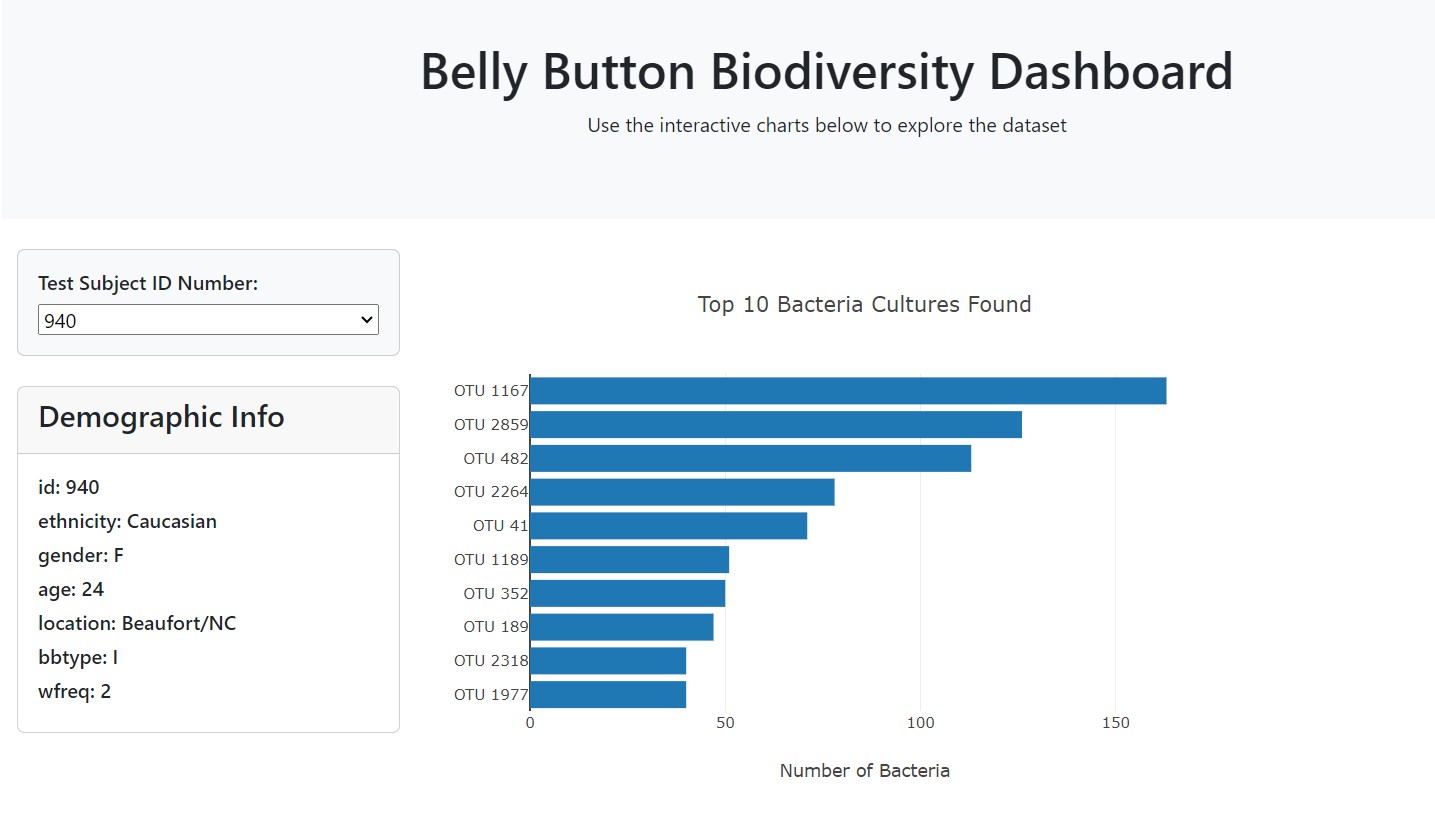 Belly Button Biodiversity Dashboard
Use the interactive charts below to explore the dataset
Test Subject ID Number:
940
Demographic Info
id: 940
ethnicity: Caucasian
gender: F
age: 24
location: Beaufort/NC
bbtype: I
wfreq: 2
Top 10 Bacteria Cultures Found
OTU 1167
OTU 2859
OTU 482
OTU 2264
OTU 41
OTU 1189
OTU 352
OTU 189
OTU 2318
OTU 1977
0 50 100 150
Number of Bacteria